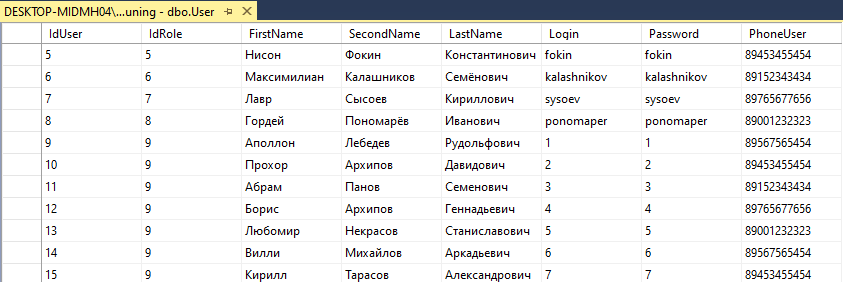 DESKTOP-MIDMH04\...uning - dbo.User
IdUser IdRole FirstName SecondName LastName Login Password PhoneUser
5 5 Нисон Фокин Константинович fokin fokin 89453455454
6 6 Максимилиан Калашников Семёнович kalashnikov kalashnikov 89152343434
7 7 Лавр Сысоев Кириллович sysoev sysoev 89765677656
8 8 Гордей Пономарёв Иванович ponomaper ponomaper 89001232323
9 9 Аполлон Лебедев Рудольфович 1 1 89567565454
10 9 Прохор Архипов Давидович 2 2 89453455454
11 9 Абрам Панов Семенович 3 3 89152343434
12 9 Борис Архипов Геннадьевич 4 4 89765677656
13 9 Любомир Некрасов Станиславович 5 5 89001232323
14 9 Вилли Михайлов Аркадьевич 6 6 89567565454
15 9 Кирилл Тарасов Александрович 7 7 89453455454